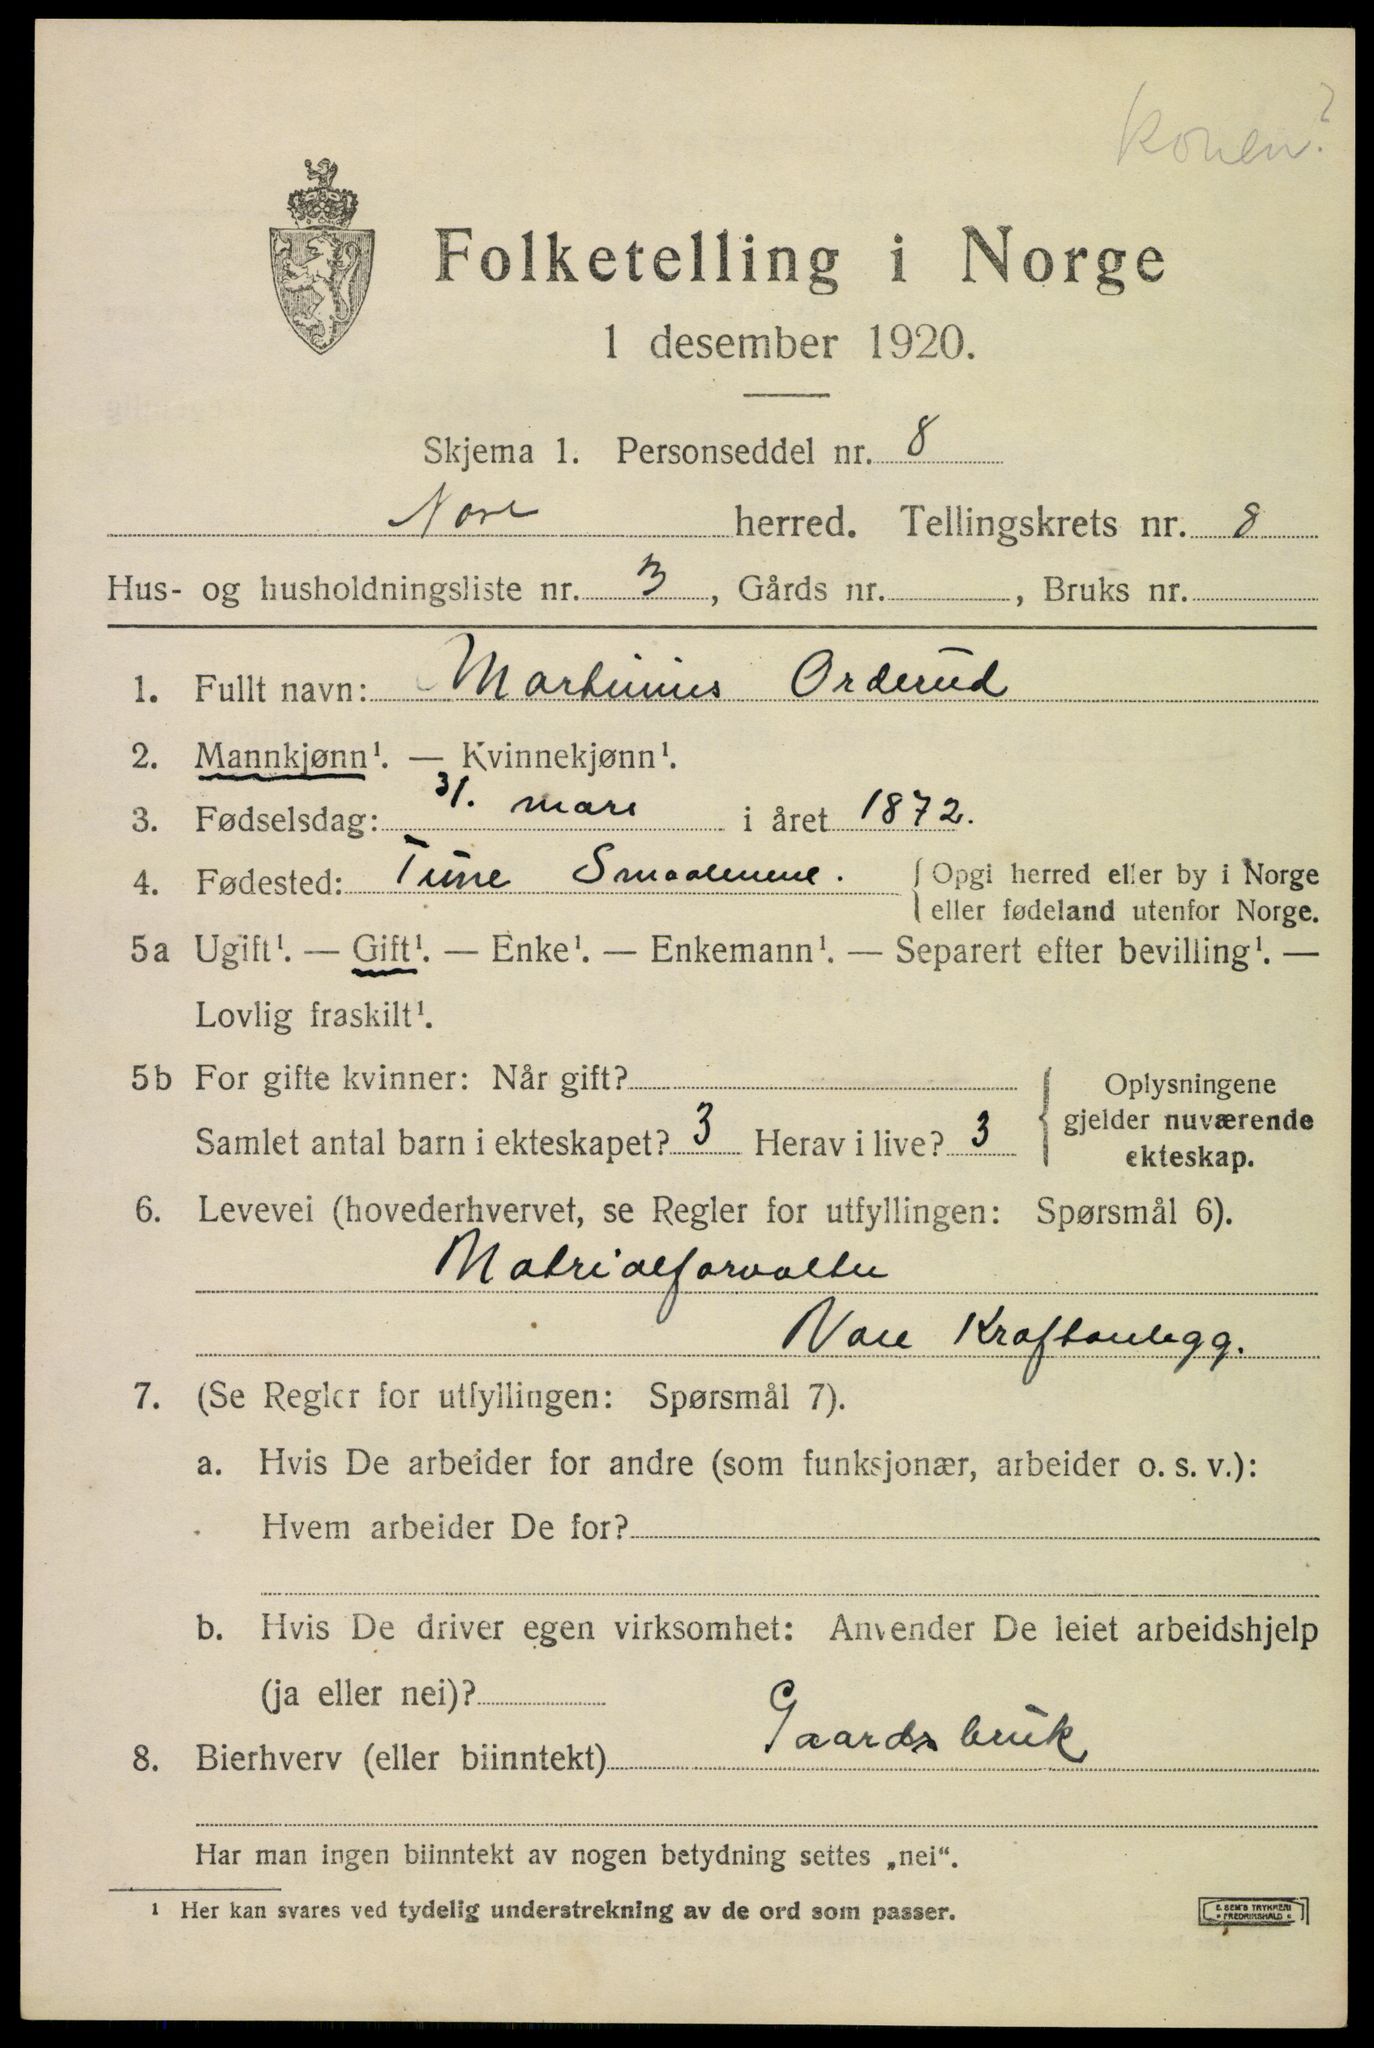 Konen?
Folketelling i Norge
1 desember 1920.
Skjema 1. Personseddel nr. 8
Nore herred. Tellingskrets nr. 8
Hus- og husholdningsliste nr. 3, Gårds nr. , Bruks nr.
1. Fullt navn: Martinius Orderud
2. Mannkjønn¹. — Kvinnekjønn¹.
3. Fødselsdag: 31. mars i året 1872.
4. Fødested: Tune Smaalenene. { Opgi herred eller by i Norge
eller fødeland utenfor Norge.
5a Ugift¹. — Gift¹. — Enke¹. — Enkemann¹. — Separert efter bevilling¹. —
Lovlig fraskilt¹.
5b For gifte kvinner: Når gift? { Oplysningene
Samlet antal barn i ekteskapet? 3 Herav i live? 3 gjelder nuværende
ekteskap.
6. Levevei (hovederhvervet, se Regler for utfyllingen: Spørsmål 6).
Matrialforvalter
Nore Kraftanlegg.
7. (Se Regler for utfyllingen: Spørsmål 7).
a. Hvis De arbeider for andre (som funksjonær, arbeider o. s. v.):
Hvem arbeider De for?
b. Hvis De driver egen virksomhet: Anvender De leiet arbeidshjelp
(ja eller nei)?
8. Bierhverv (eller biinntekt) Gaardsbruk
Har man ingen biinntekt av nogen betydning settes „nei“.
¹ Her kan svares ved tydelig understrekning av de ord som passer.
E. SEM'S TRYKKERI
FREDRIKSHALD